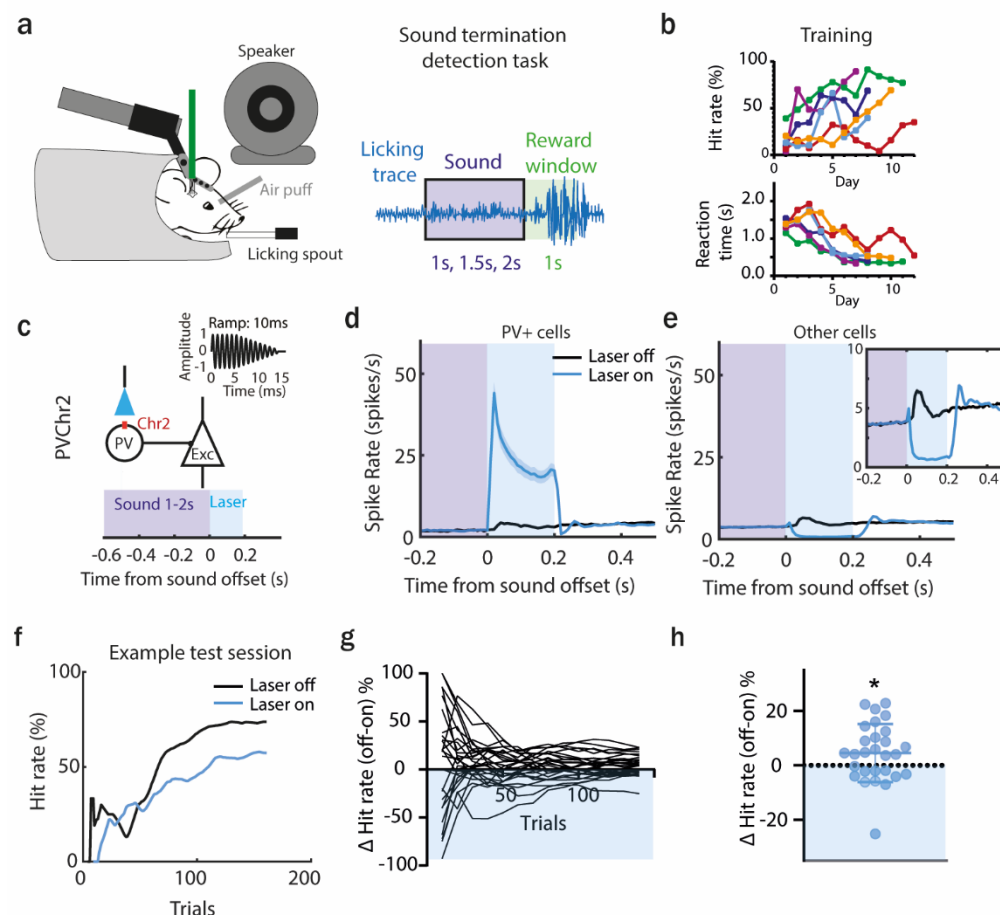 a
Speaker
Air puff
Licking spout
Sound termination
detection task
Licking
trace
Sound
Reward
window
1s, 1.5s, 2s
1s
b
Training
Hit rate (%)
100
50
0
0
5
10
Day
Reaction
time (s)
2.0
1.0
0.0
0
5
10
Day
c
PVChr2
Ramp: 10ms
Amplitude
1
0
-1
0 5 10 15
Time (ms)
Chr2
PV
Exc
Sound 1-2s
Laser
-0.6 -0.4 -0.2 0 0.2
Time from sound offset (s)
d
PV+ cells
Laser off
Laser on
Spike Rate (spikes/s)
50
25
0
-0.2 0 0.2 0.4
Time from sound offset (s)
e
Other cells
Spike Rate (spikes/s)
50
25
0
-0.2 0 0.2 0.4
Time from sound offset (s)
10
5
0
-0.2 0 0.2 0.4
f
Example test session
Laser off
Laser on
Hit rate (%)
100
50
0
0 100 200
Trials
g
Δ Hit rate (off-on) %
100
50
0
-50
-100
50 100
Trials
h
Δ Hit rate (off-on) %
*
20
0
-20